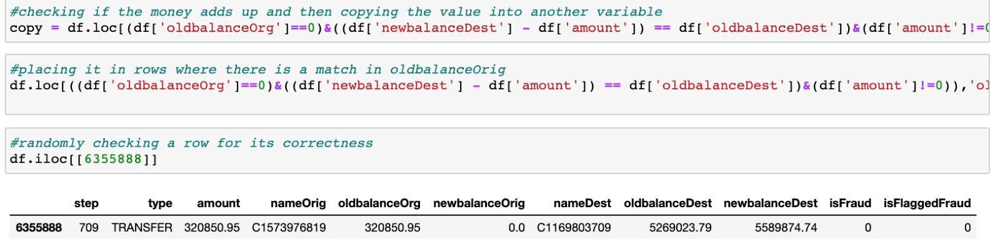 #checking if the money adds up and then copying the value into another variable
copy = df.loc[(df['oldbalanceOrg']==0)&((df['newbalanceDest'] - df['amount']) == df['oldbalanceDest'])&(df['amount']!=0
#placing it in rows where there is a match in oldbalanceOrig
df.loc[((df['oldbalanceOrg']==0)&((df['newbalanceDest'] - df['amount']) == df['oldbalanceDest'])&(df['amount']!=0)),'ol
#randomly checking a row for its correctness
df.iloc[[6355888]]
step type amount nameOrig oldbalanceOrg newbalanceOrig nameDest oldbalanceDest newbalanceDest isFraud isFlaggedFraud
6355888 709 TRANSFER 320850.95 C1573976819 320850.95 0.0 C1169803709 5269023.79 5589874.74 0 0